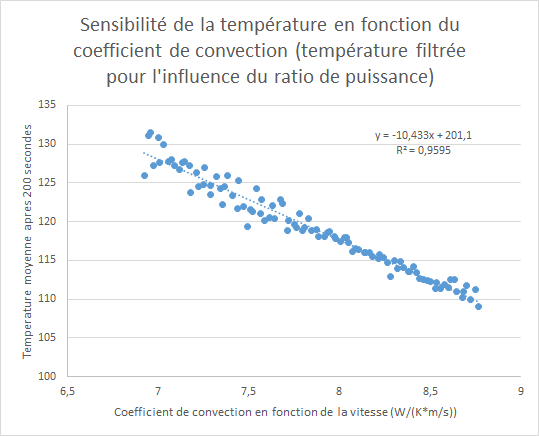 Sensibilité de la température en fonction du
coefficient de convection (température filtrée
pour l'influence du ratio de puissance)
135
130
125
120
115
110
105
100
Temperature moyenne apres 200 secondes
y = -10,433x + 201,1
R² = 0,9595
6,5 7 7,5 8 8,5 9
Coefficient de convection en fonction de la vitesse (W/(K*m/s))